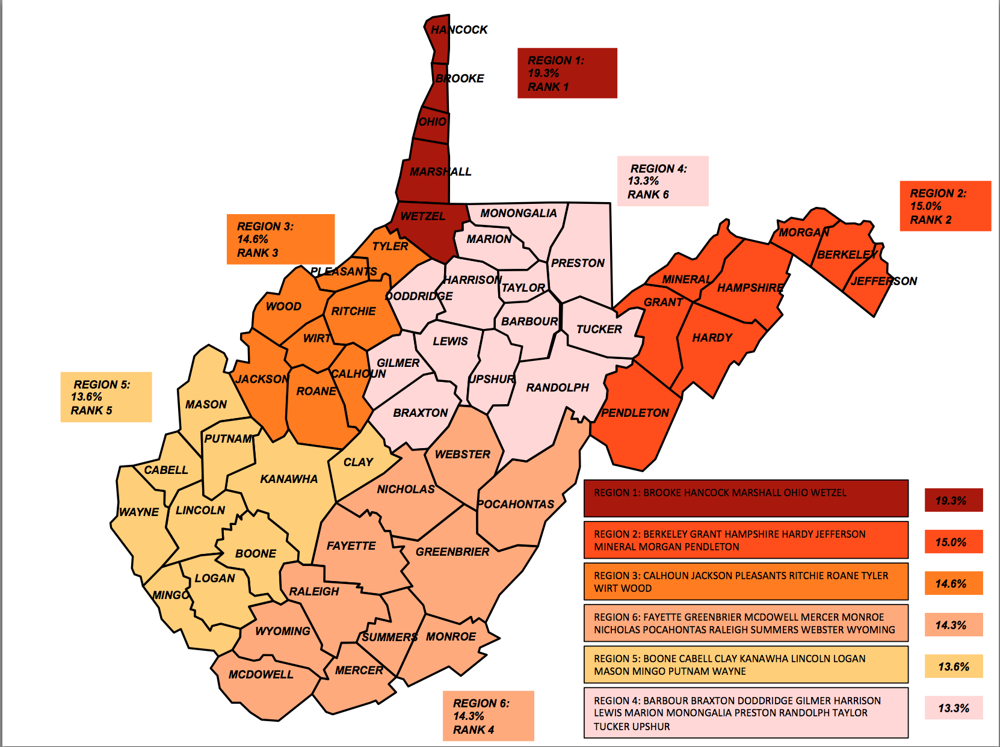 HANCOCK
REGION 1:
19.3%
RANK 1
BROOKE
OHIO
MARSHALL
REGION 4:
13.3%
RANK 6
REGION 2:
15.0%
RANK 2
WETZEL
MONONGALIA
REGION 3:
14.6%
RANK 3
MORGAN
MARION
TYLER
BERKELEY
PRESTON
PLEASANTS
HARRISON
MINERAL
JEFFERSON
TAYLOR
HAMPSHIRE
DODDRIDGE
GRANT
WOOD
RITCHIE
BARBOUR
TUCKER
WIRT
LEWIS
HARDY
GILMER
CALHOUN
JACKSON
UPSHUR
RANDOLPH
ROANE
REGION 5:
13.6%
RANK 5
MASON
BRAXTON
PENDLETON
PUTNAM
WEBSTER
CLAY
CABELL
KANAWHA
NICHOLAS
POCAHONTAS
WAYNE
LINCOLN
FAYETTE
GREENBRIER
BOONE
LOGAN
RALEIGH
MINGO
WYOMING
SUMMERS
MONROE
MERCER
MCDOWELL
REGION 6:
14.3%
RANK 4
REGION 1: BROOKE HANCOCK MARSHALL OHIO WETZEL
19.3%
REGION 2: BERKELEY GRANT HAMPSHIRE HARDY JEFFERSON
MINERAL MORGAN PENDLETON
15.0%
REGION 3: CALHOUN JACKSON PLEASANTS RITCHIE ROANE TYLER
WIRT WOOD
14.6%
REGION 6: FAYETTE GREENBRIER MCDOWELL MERCER MONROE
NICHOLAS POCAHONTAS RALEIGH SUMMERS WEBSTER WYOMING
14.3%
REGION 5: BOONE CABELL CLAY KANAWHA LINCOLN LOGAN
MASON MINGO PUTNAM WAYNE
13.6%
REGION 4: BARBOUR BRAXTON DODDRIDGE GILMER HARRISON
LEWIS MARION MONONGALIA PRESTON RANDOLPH TAYLOR
TUCKER UPSHUR
13.3%